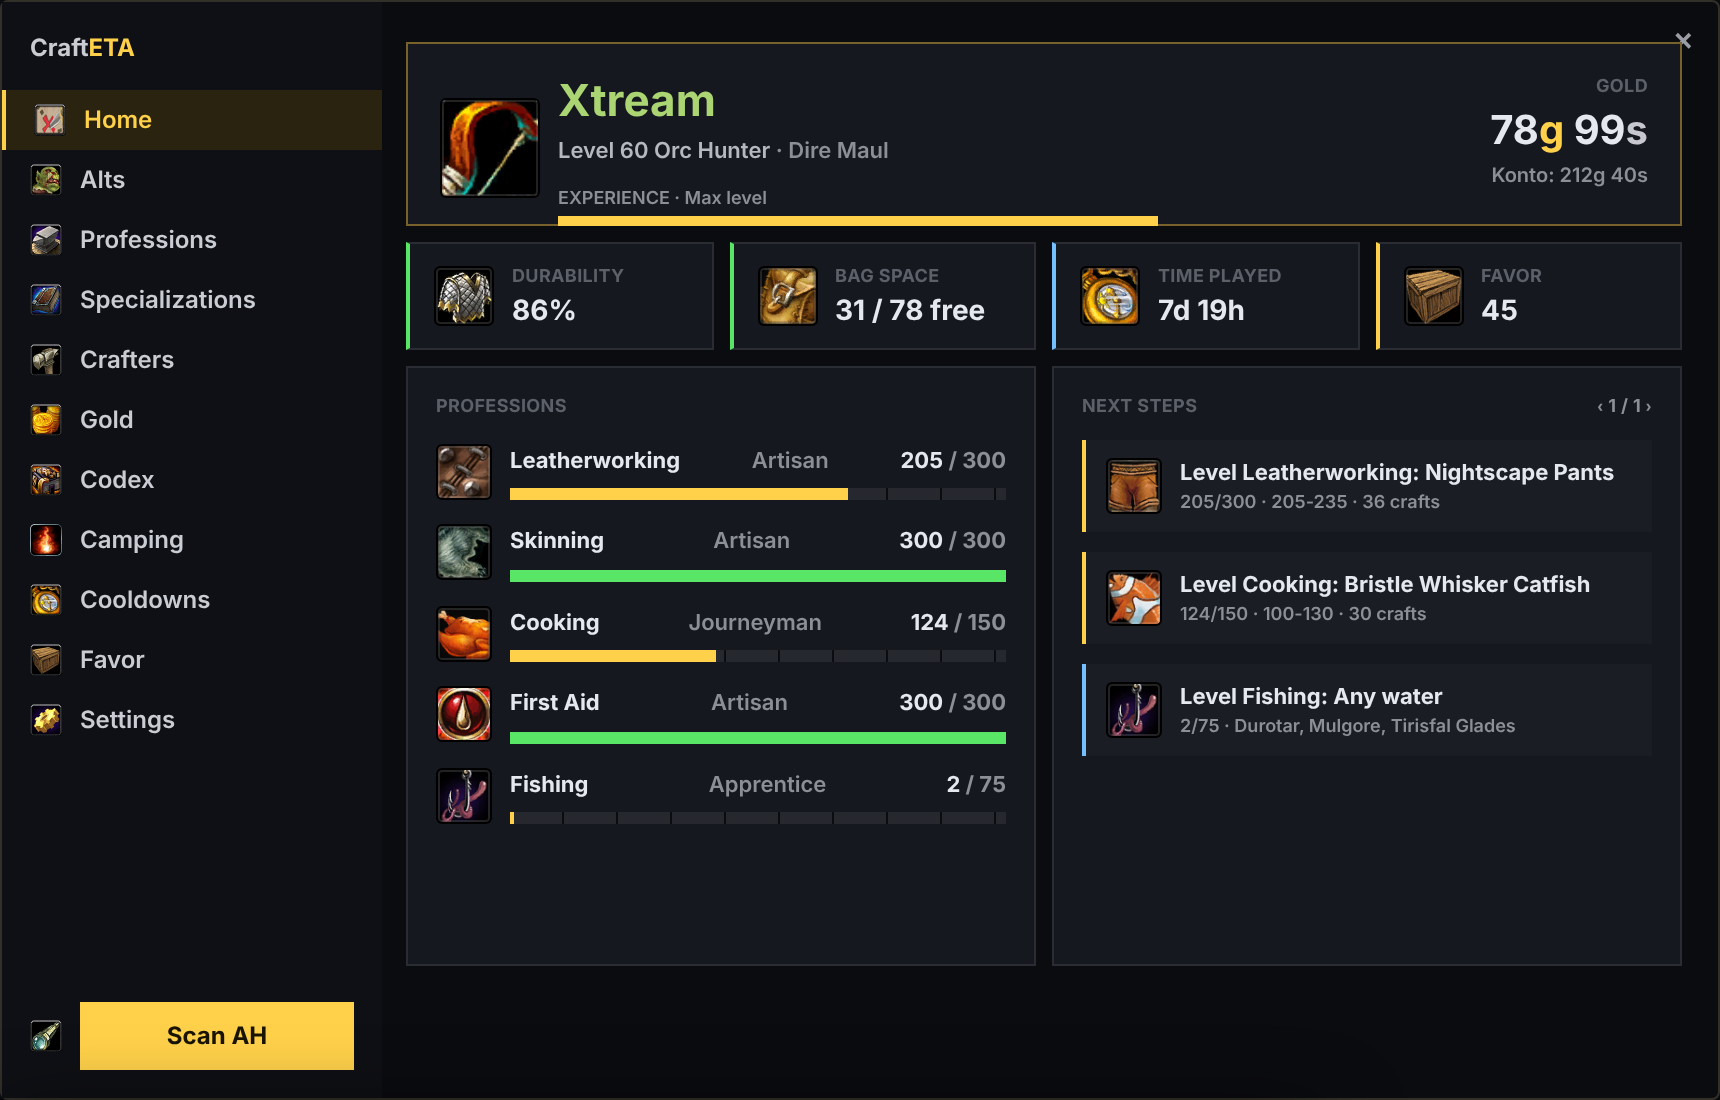 CraftETA
Home
Alts
Professions
Specializations
Crafters
Gold
Codex
Camping
Cooldowns
Favor
Settings
Scan AH
×
Xtream
Level 60 Orc Hunter · Dire Maul
EXPERIENCE · Max level
GOLD
78g 99s
Konto: 212g 40s
DURABILITY
86%
BAG SPACE
31 / 78 free
TIME PLAYED
7d 19h
FAVOR
45
PROFESSIONS
Leatherworking Artisan 205 / 300
Skinning Artisan 300 / 300
Cooking Journeyman 124 / 150
First Aid Artisan 300 / 300
Fishing Apprentice 2 / 75
NEXT STEPS ‹ 1 / 1 ›
Level Leatherworking: Nightscape Pants
205/300 · 205-235 · 36 crafts
Level Cooking: Bristle Whisker Catfish
124/150 · 100-130 · 30 crafts
Level Fishing: Any water
2/75 · Durotar, Mulgore, Tirisfal Glades